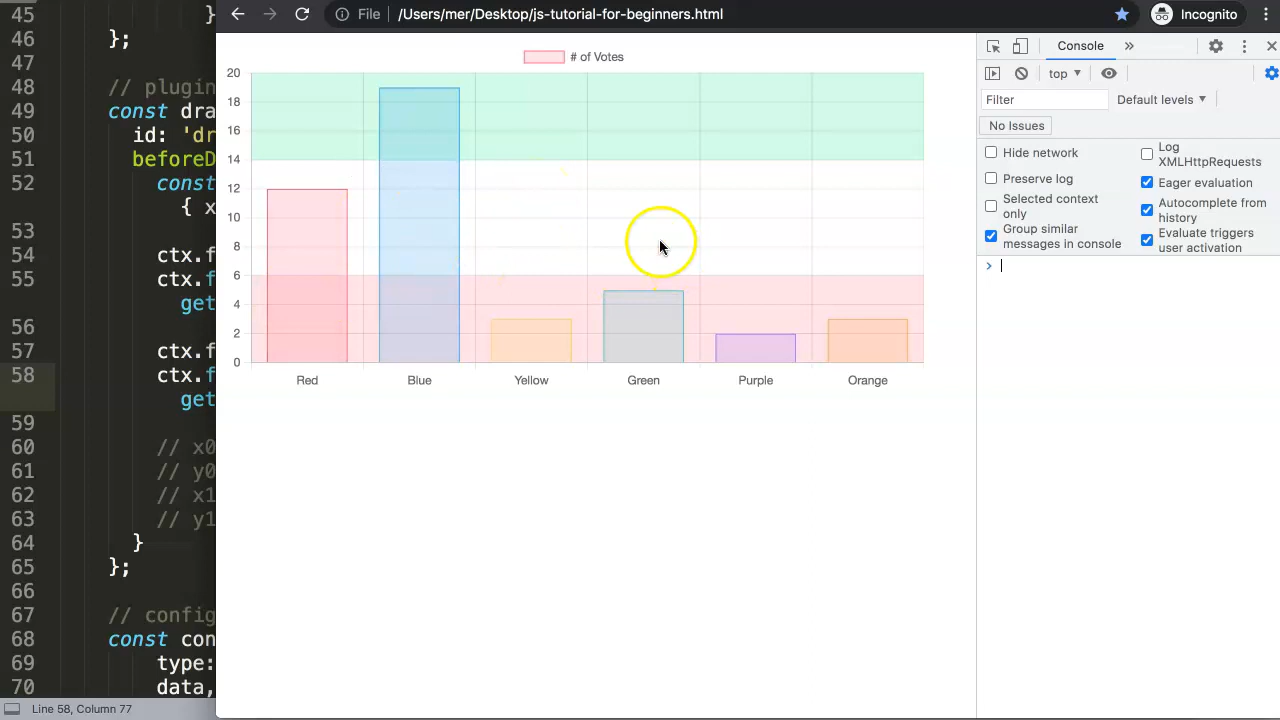 45 }
46 };
47
48 // plugin
49 const dra
50 id: 'dr
51 beforeD
52 const
{ x
53
54 ctx.f
55 ctx.f
get
56
57 ctx.f
58 ctx.f
get
59
60 // x0
61 // y0
62 // x1
63 // y1
64 }
65 };
66
67 // config
68 const con
69 type:
70 data,
Line 58, Column 77
File /Users/mer/Desktop/js-tutorial-for-beginners.html
Incognito
# of Votes
20
18
16
14
12
10
8
6
4
2
0
Red Blue Yellow Green Purple Orange
Console »
top ▼
Filter Default levels ▼
No Issues
Hide network
Preserve log
Selected context
only
Group similar
messages in console
Log
XMLHttpRequests
Eager evaluation
Autocomplete from
history
Evaluate triggers
user activation
>